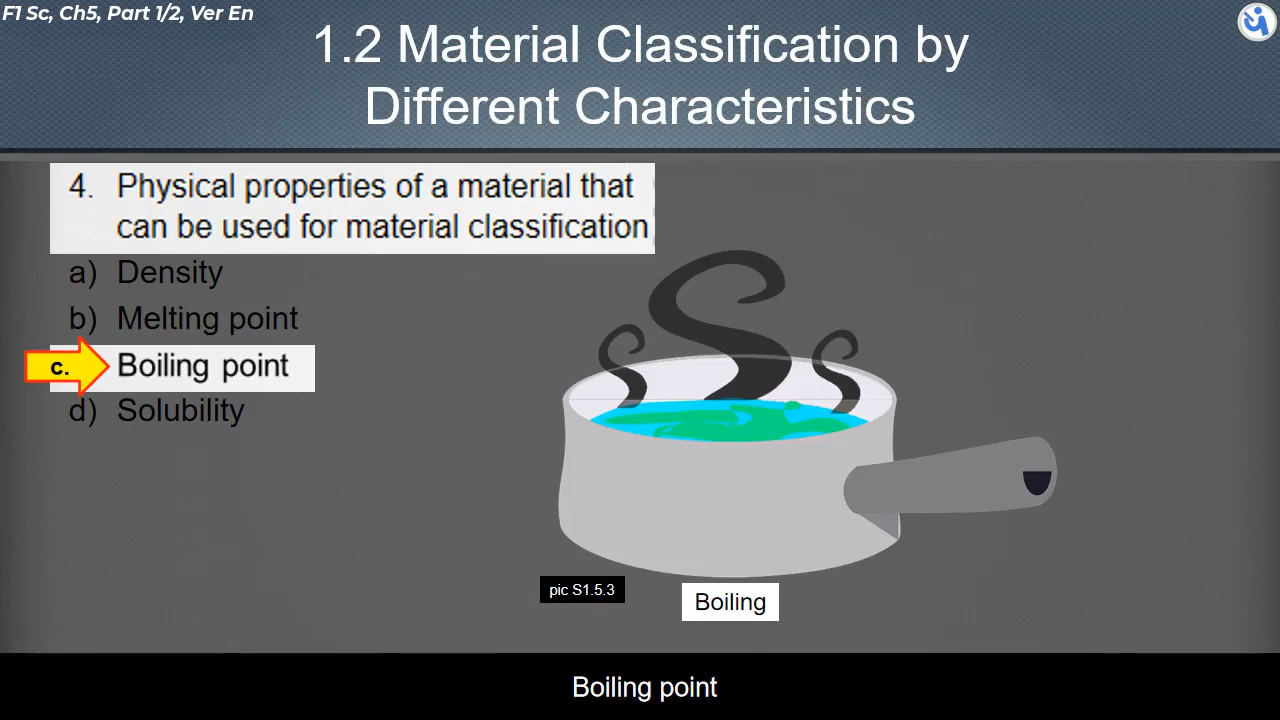 F1 Sc, Ch5, Part 1/2, Ver En
1.2 Material Classification by
Different Characteristics
4. Physical properties of a material that
can be used for material classification
a) Density
b) Melting point
c. Boiling point
d) Solubility
pic S1.5.3
Boiling
Boiling point